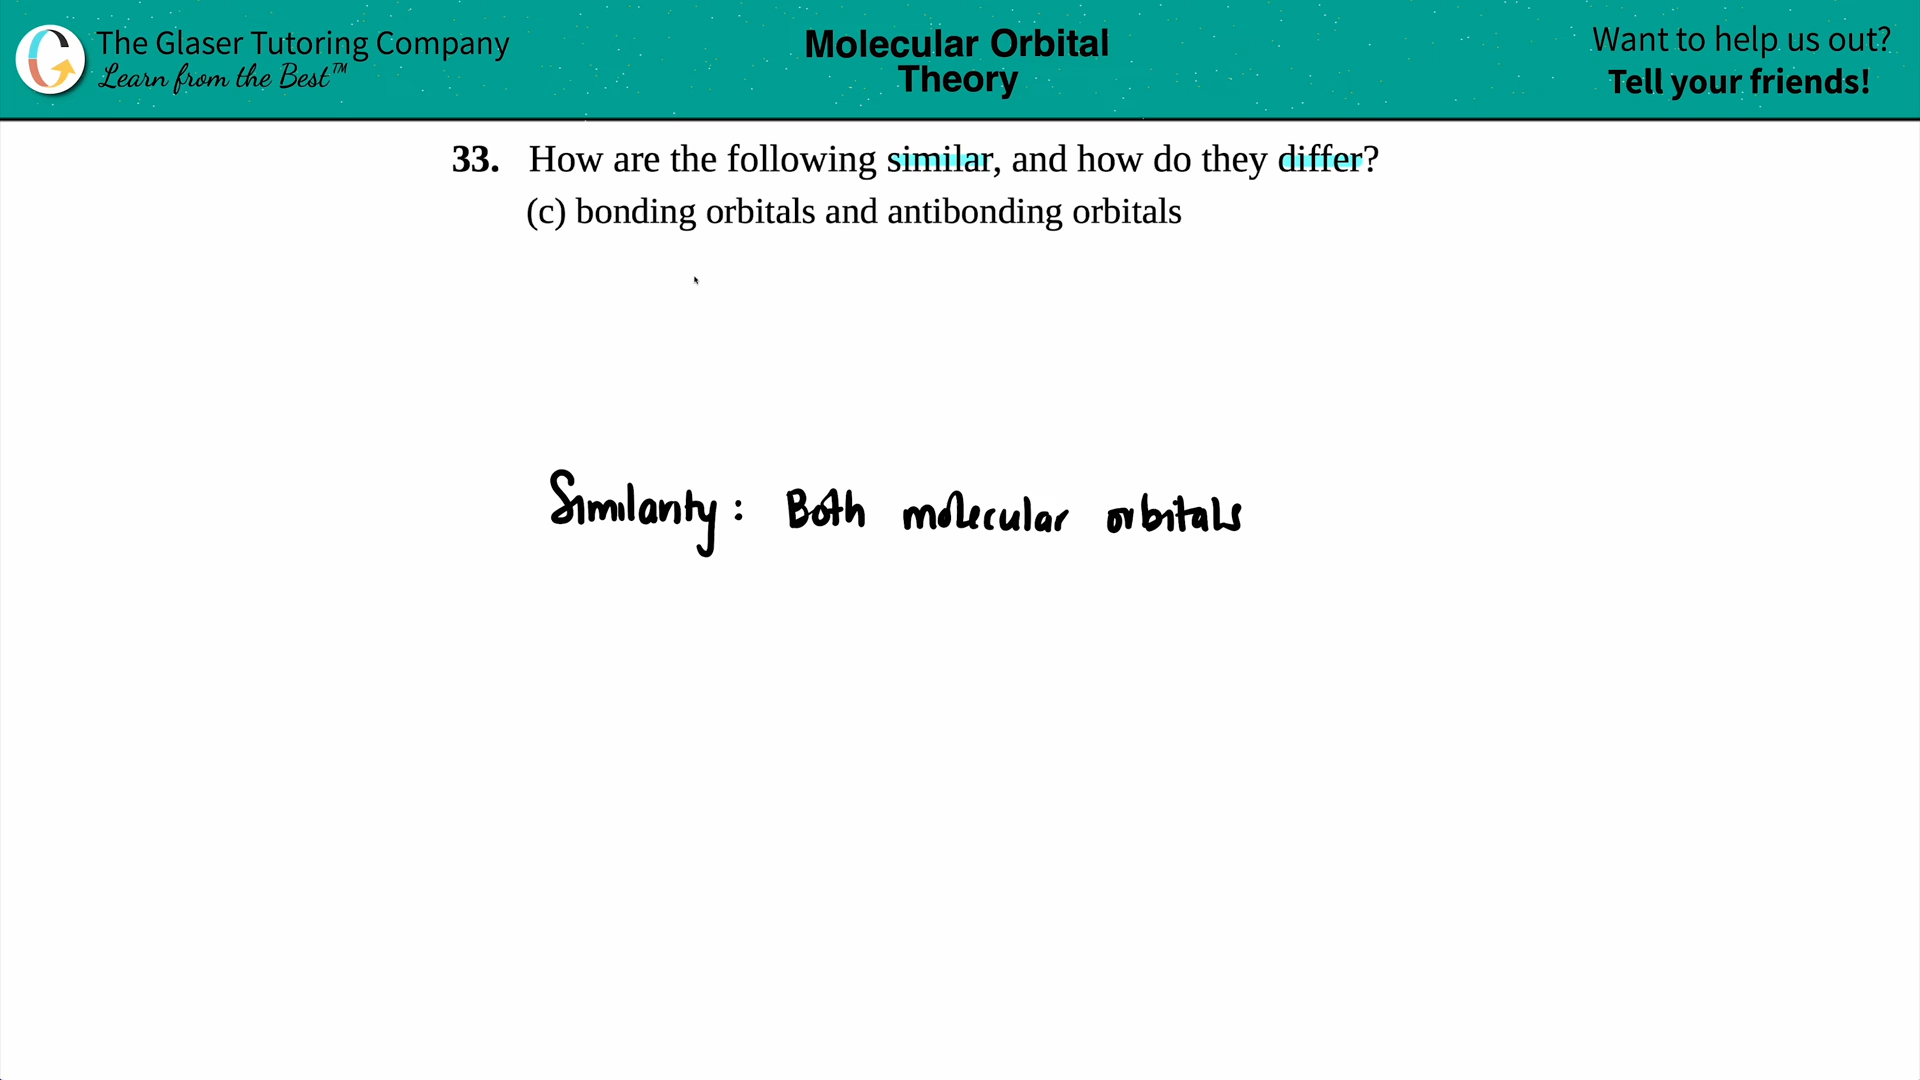 The Glaser Tutoring Company
Learn from the Best™
Molecular Orbital
Theory
Want to help us out?
Tell your friends!
33. How are the following similar, and how do they differ?
(c) bonding orbitals and antibonding orbitals
Similarity: Both molecular orbitals